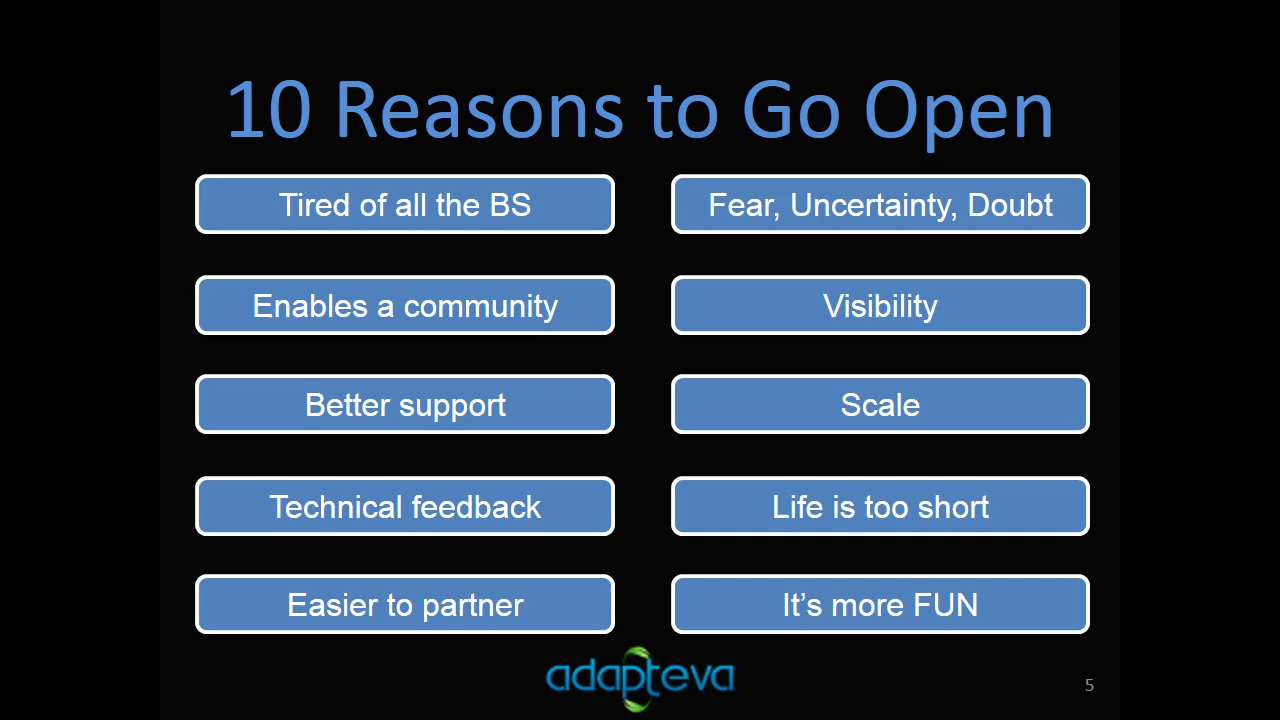 10 Reasons to Go Open
Tired of all the BS
Fear, Uncertainty, Doubt
Enables a community
Visibility
Better support
Scale
Technical feedback
Life is too short
Easier to partner
It’s more FUN
adapteva
5